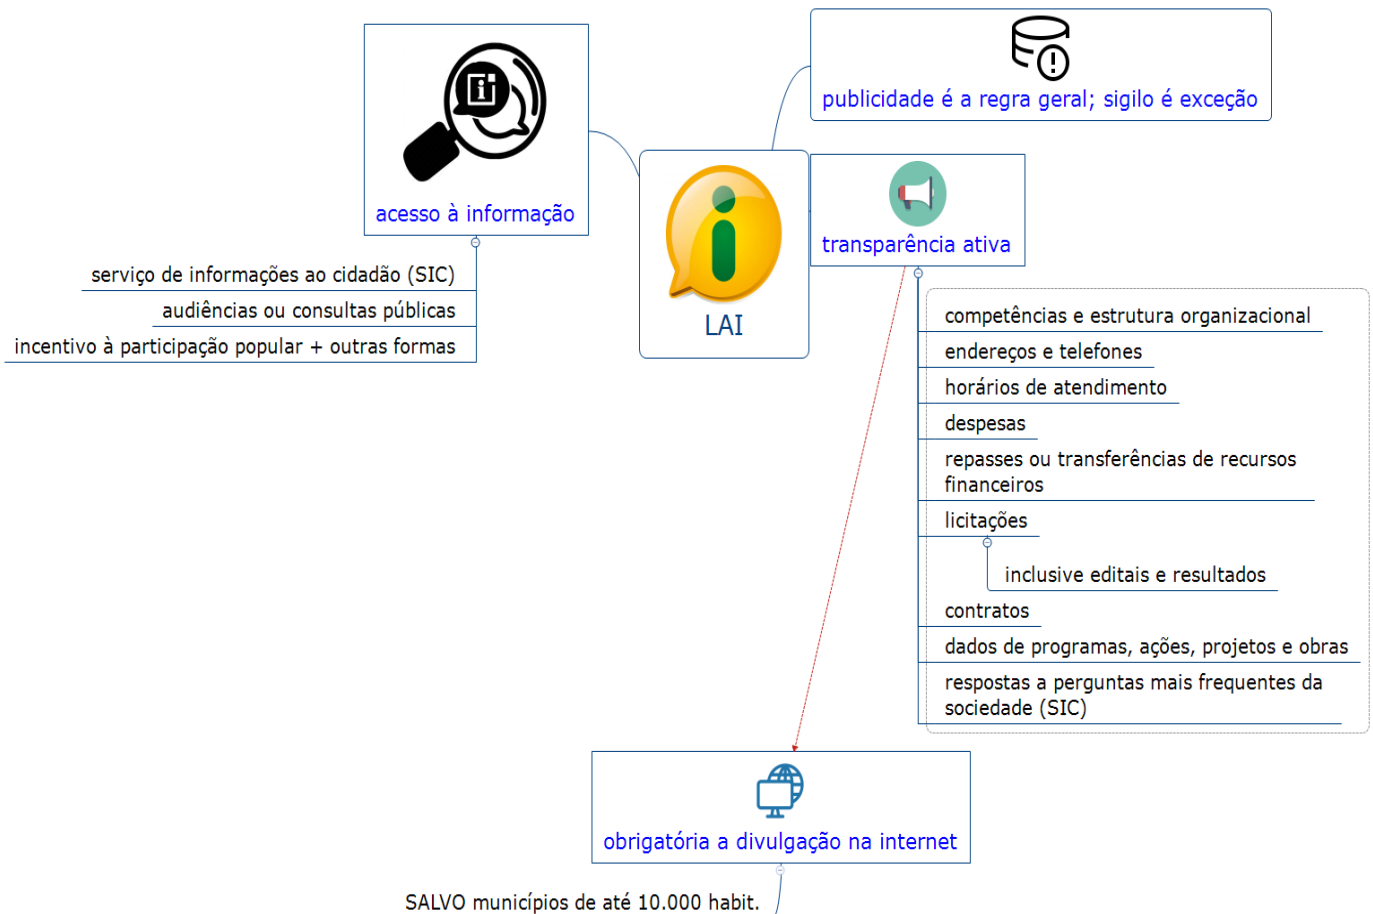 publicidade é a regra geral; sigilo é exceção
acesso à informação
serviço de informações ao cidadão (SIC)
audiências ou consultas públicas
incentivo à participação popular + outras formas
LAI
transparência ativa
competências e estrutura organizacional
endereços e telefones
horários de atendimento
despesas
repasses ou transferências de recursos
financeiros
licitações
inclusive editais e resultados
contratos
dados de programas, ações, projetos e obras
respostas a perguntas mais frequentes da
sociedade (SIC)
obrigatória a divulgação na internet
SALVO municípios de até 10.000 habit.